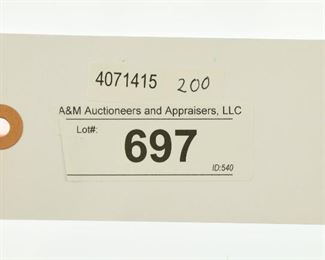 4071415 200
A&M Auctioneers and Appraisers, LLC
Lot#:
697
ID:540